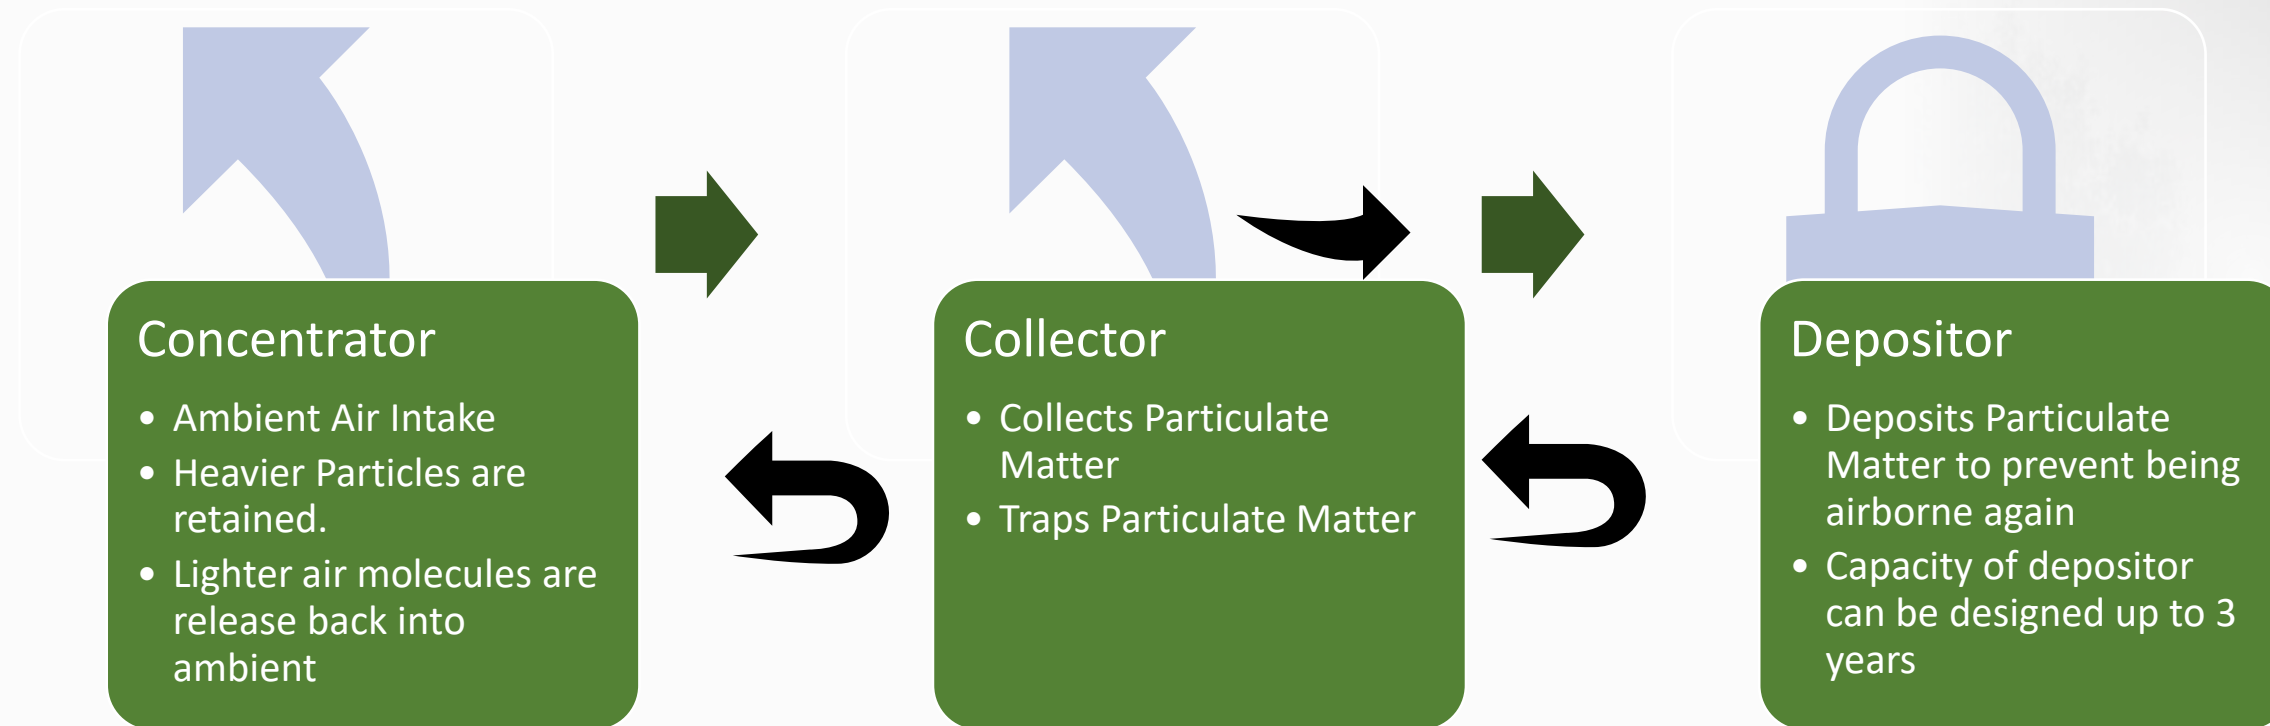 Concentrator
• Ambient Air Intake
• Heavier Particles are
retained.
• Lighter air molecules are
release back into
ambient
Collector
• Collects Particulate
Matter
• Traps Particulate Matter
Depositor
• Deposits Particulate
Matter to prevent being
airborne again
• Capacity of depositor
can be designed up to 3
years